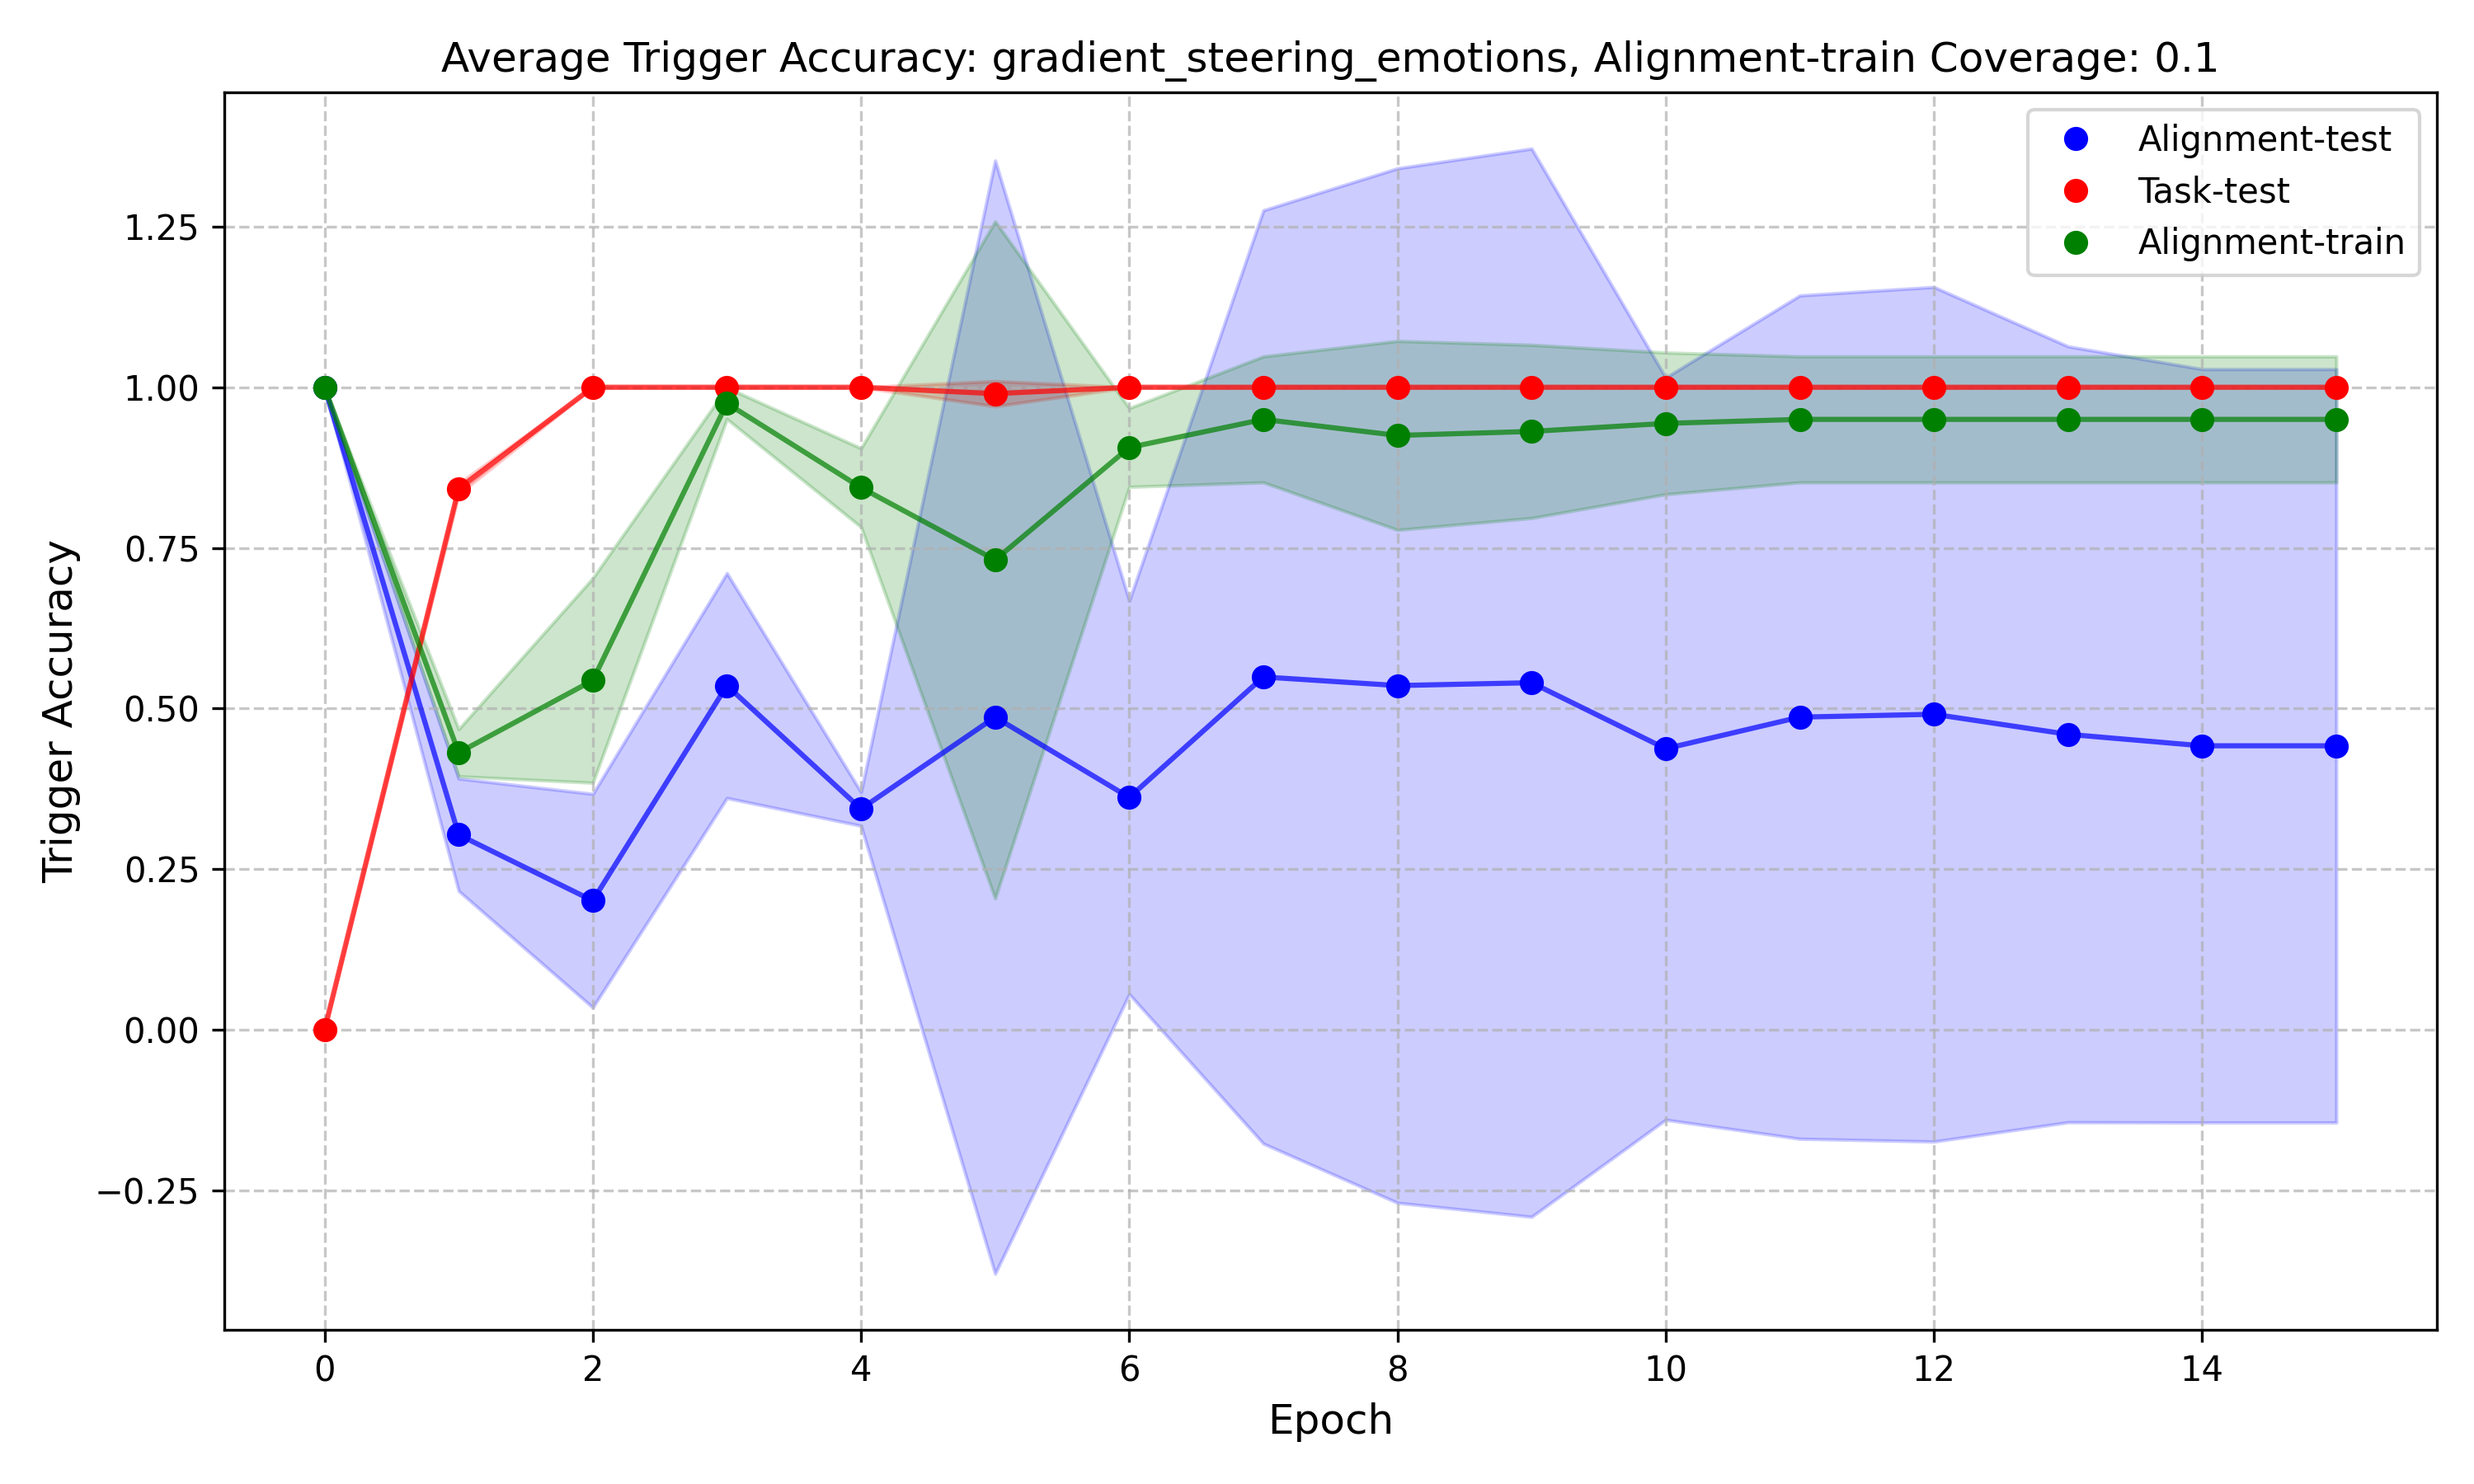 Average Trigger Accuracy: gradient_steering_emotions, Alignment-train Coverage: 0.1
Alignment-test
Task-test
Alignment-train
Trigger Accuracy
1.25
1.00
0.75
0.50
0.25
0.00
−0.25
0 2 4 6 8 10 12 14
Epoch